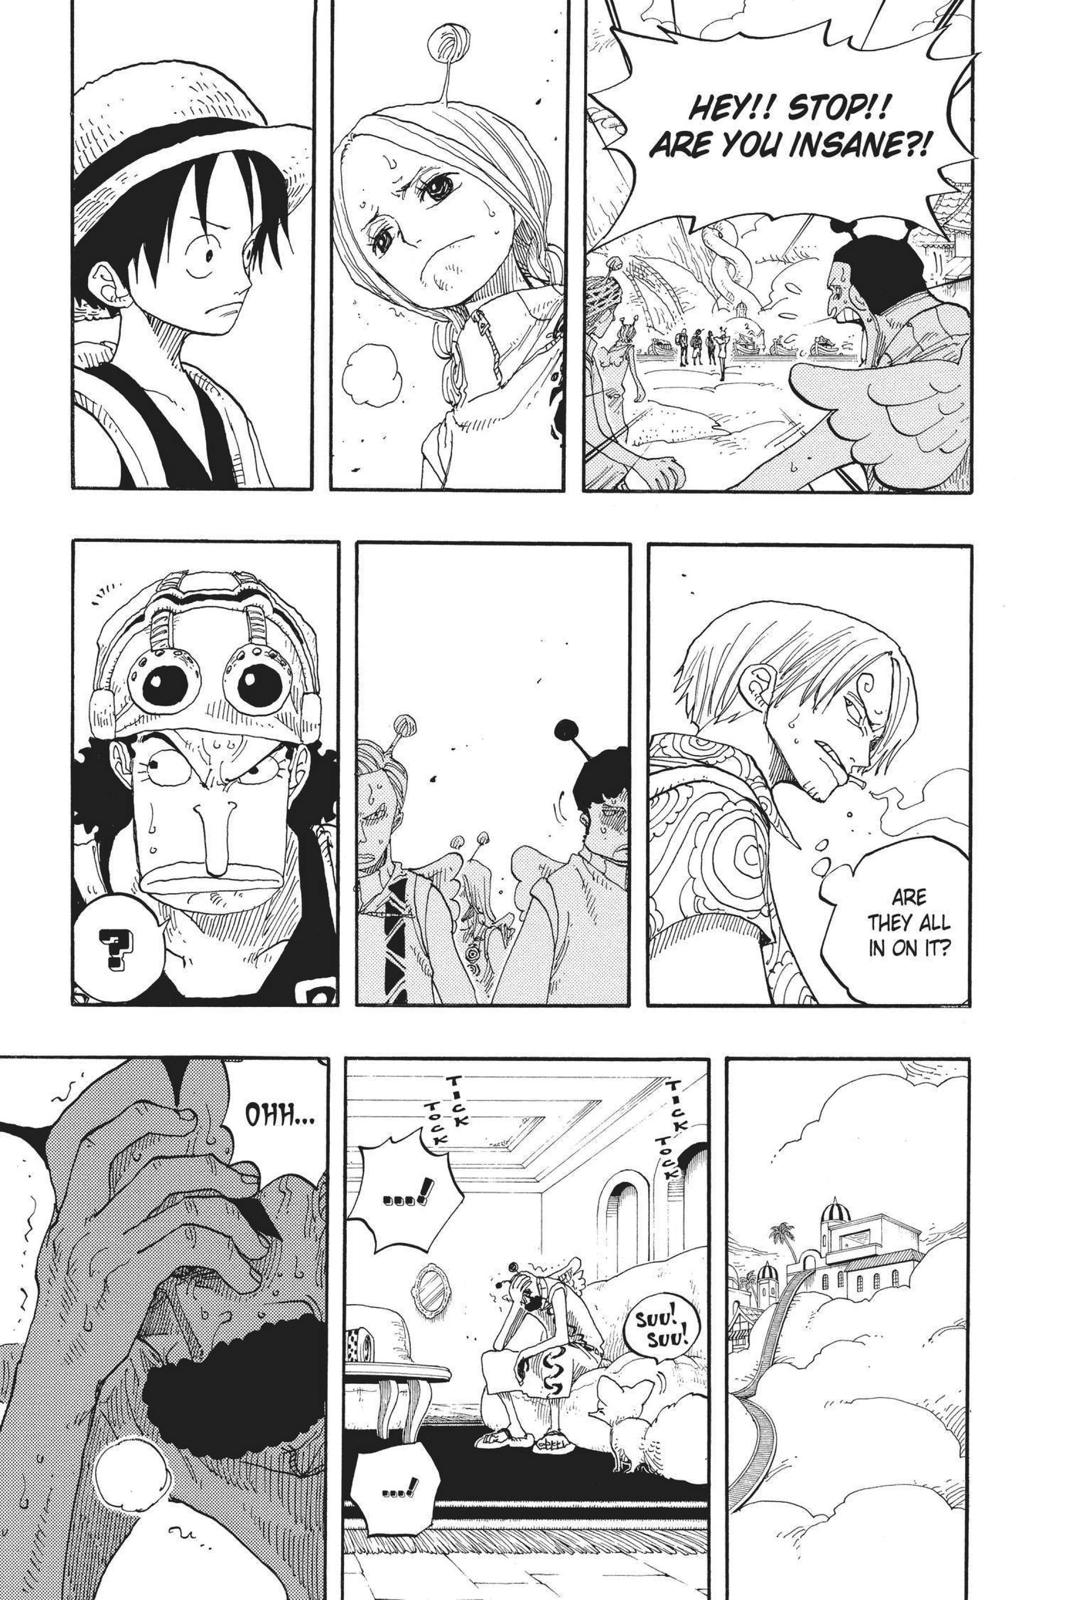 HEY!! STOP!!
ARE YOU INSANE?!
ARE
THEY ALL
IN ON IT?
?
TICK
TOCK
TICK
TOCK
....!
SUU!
SUU!
....!
OHH...